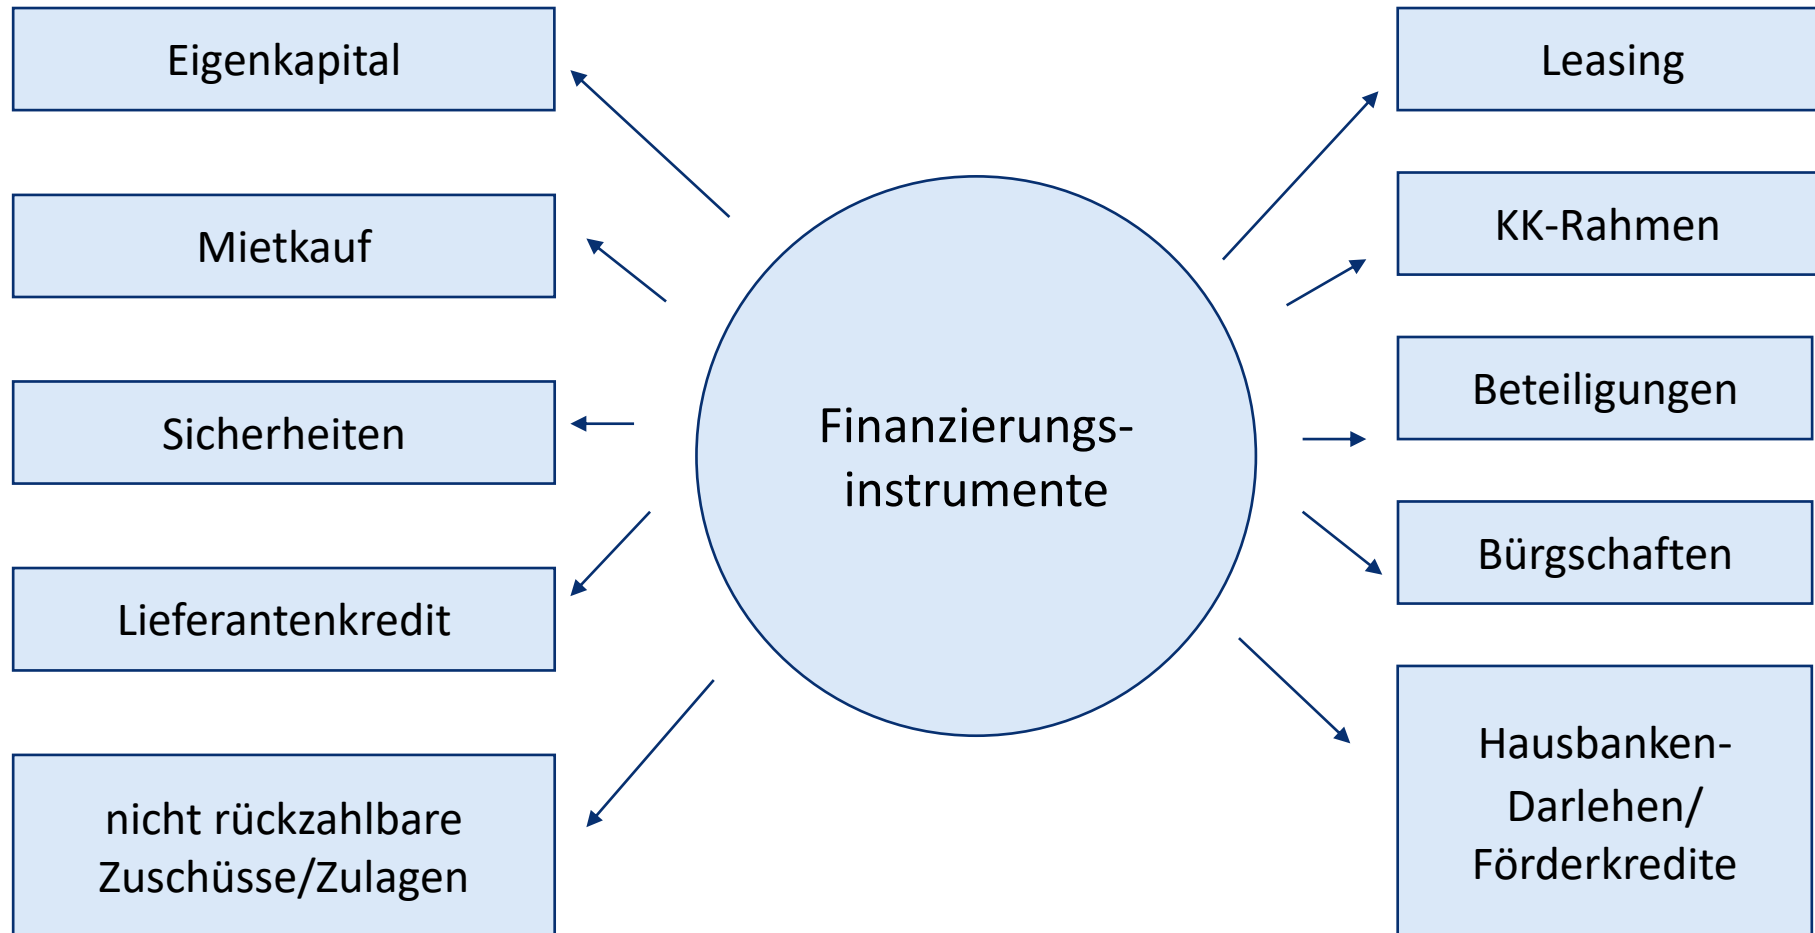 Eigenkapital
Mietkauf
Sicherheiten
Lieferantenkredit
nicht rückzahlbare
Zuschüsse/Zulagen
Finanzierungs-
instrumente
Leasing
KK-Rahmen
Beteiligungen
Bürgschaften
Hausbanken-
Darlehen/
Förderkredite